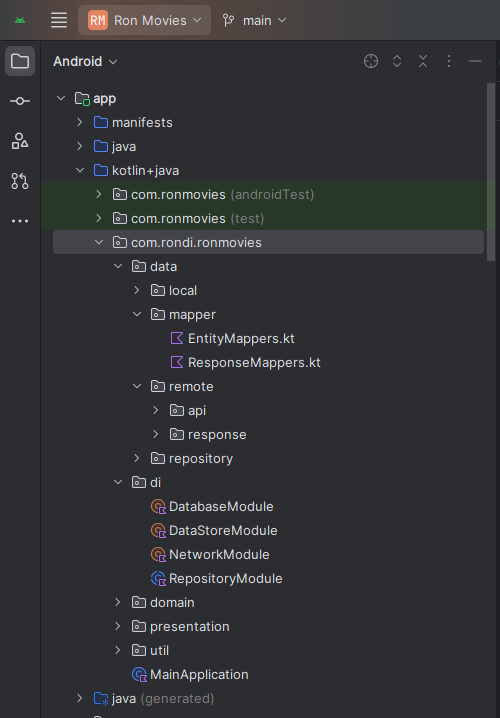 RM Ron Movies main
Android
app
manifests
java
kotlin+java
com.ronmovies (androidTest)
com.ronmovies (test)
com.rondi.ronmovies
data
local
mapper
EntityMappers.kt
ResponseMappers.kt
remote
api
response
repository
di
DatabaseModule
DataStoreModule
NetworkModule
RepositoryModule
domain
presentation
util
MainApplication
java (generated)